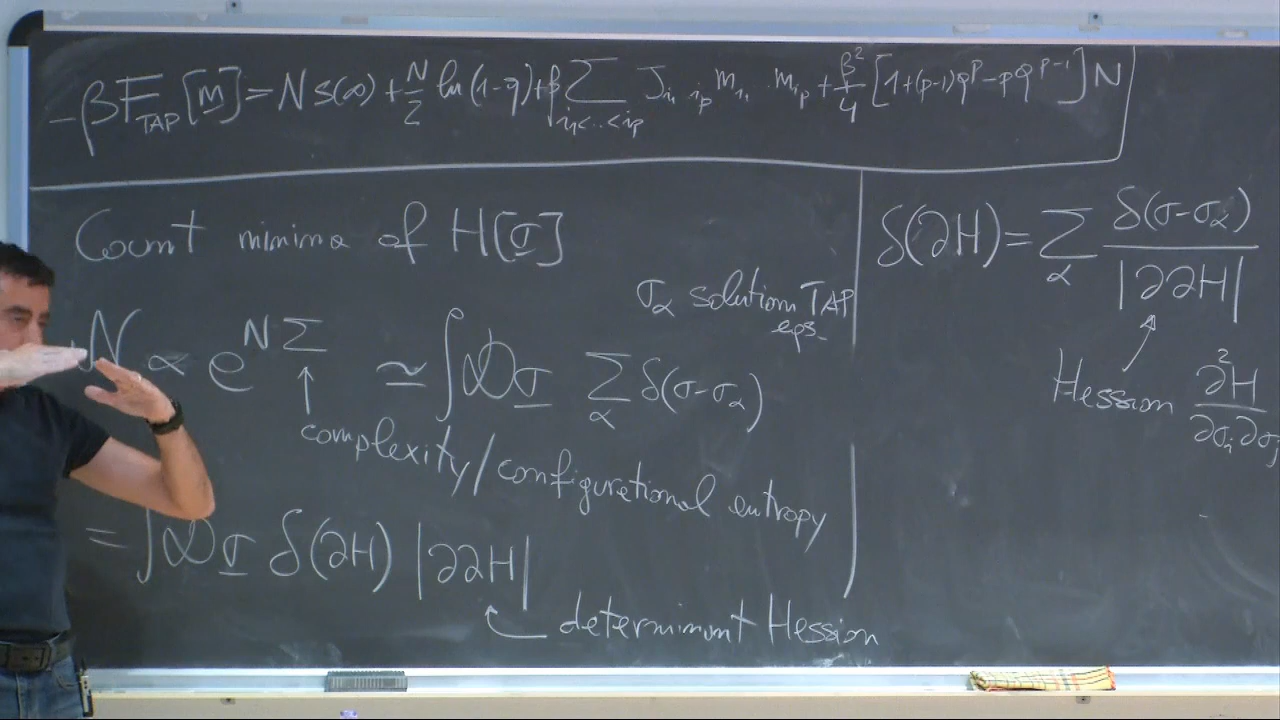 -βF_TAP[m] = N s(∞) + N/2 ln(1-q) + β Σ_{i₁<..<i_p} J_{i₁..i_p} m_{i₁} . m_{i_p} + β²/4 [1+(p-1)q^p - p q^{p-1}] N
Count minima of H[σ]
σ_α solution TAP
eqs.
N ∝ e^{NΣ} ≃ ∫Dσ Σ_α δ(σ-σ_α)
↑
complexity/configurational entropy
= ∫Dσ δ(∂H) |∂∂H|
determinant Hessian
δ(∂H) = Σ_α δ(σ-σ_α) / |∂∂H|
Hessian ∂²H / ∂σ_i ∂σ_j